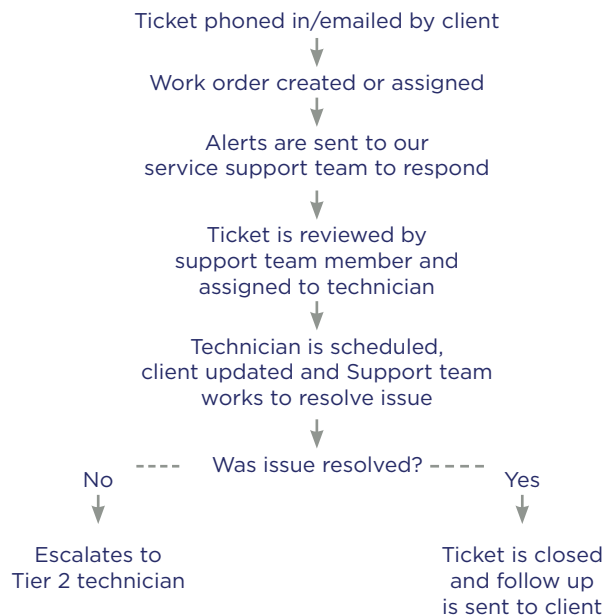 Ticket phoned in/emailed by client
Work order created or assigned
Alerts are sent to our
service support team to respond
Ticket is reviewed by
support team member and
assigned to technician
Technician is scheduled,
client updated and Support team
works to resolve issue
Was issue resolved?
No
Yes
Escalates to
Tier 2 technician
Ticket is closed
and follow up
is sent to client